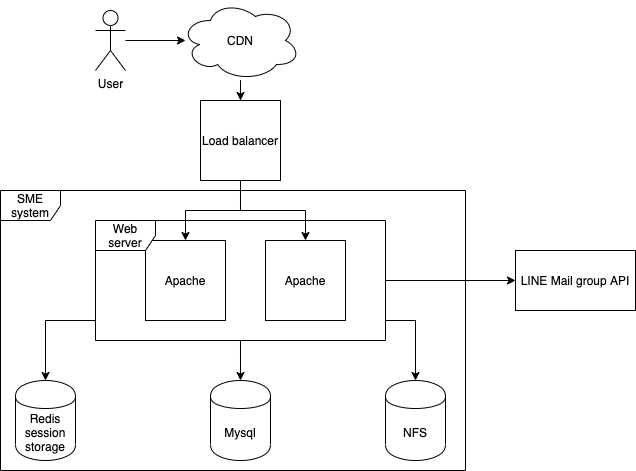 User
CDN
Load balancer
SME
system
Web
server
Apache
Apache
LINE Mail group API
Redis
session
storage
Mysql
NFS